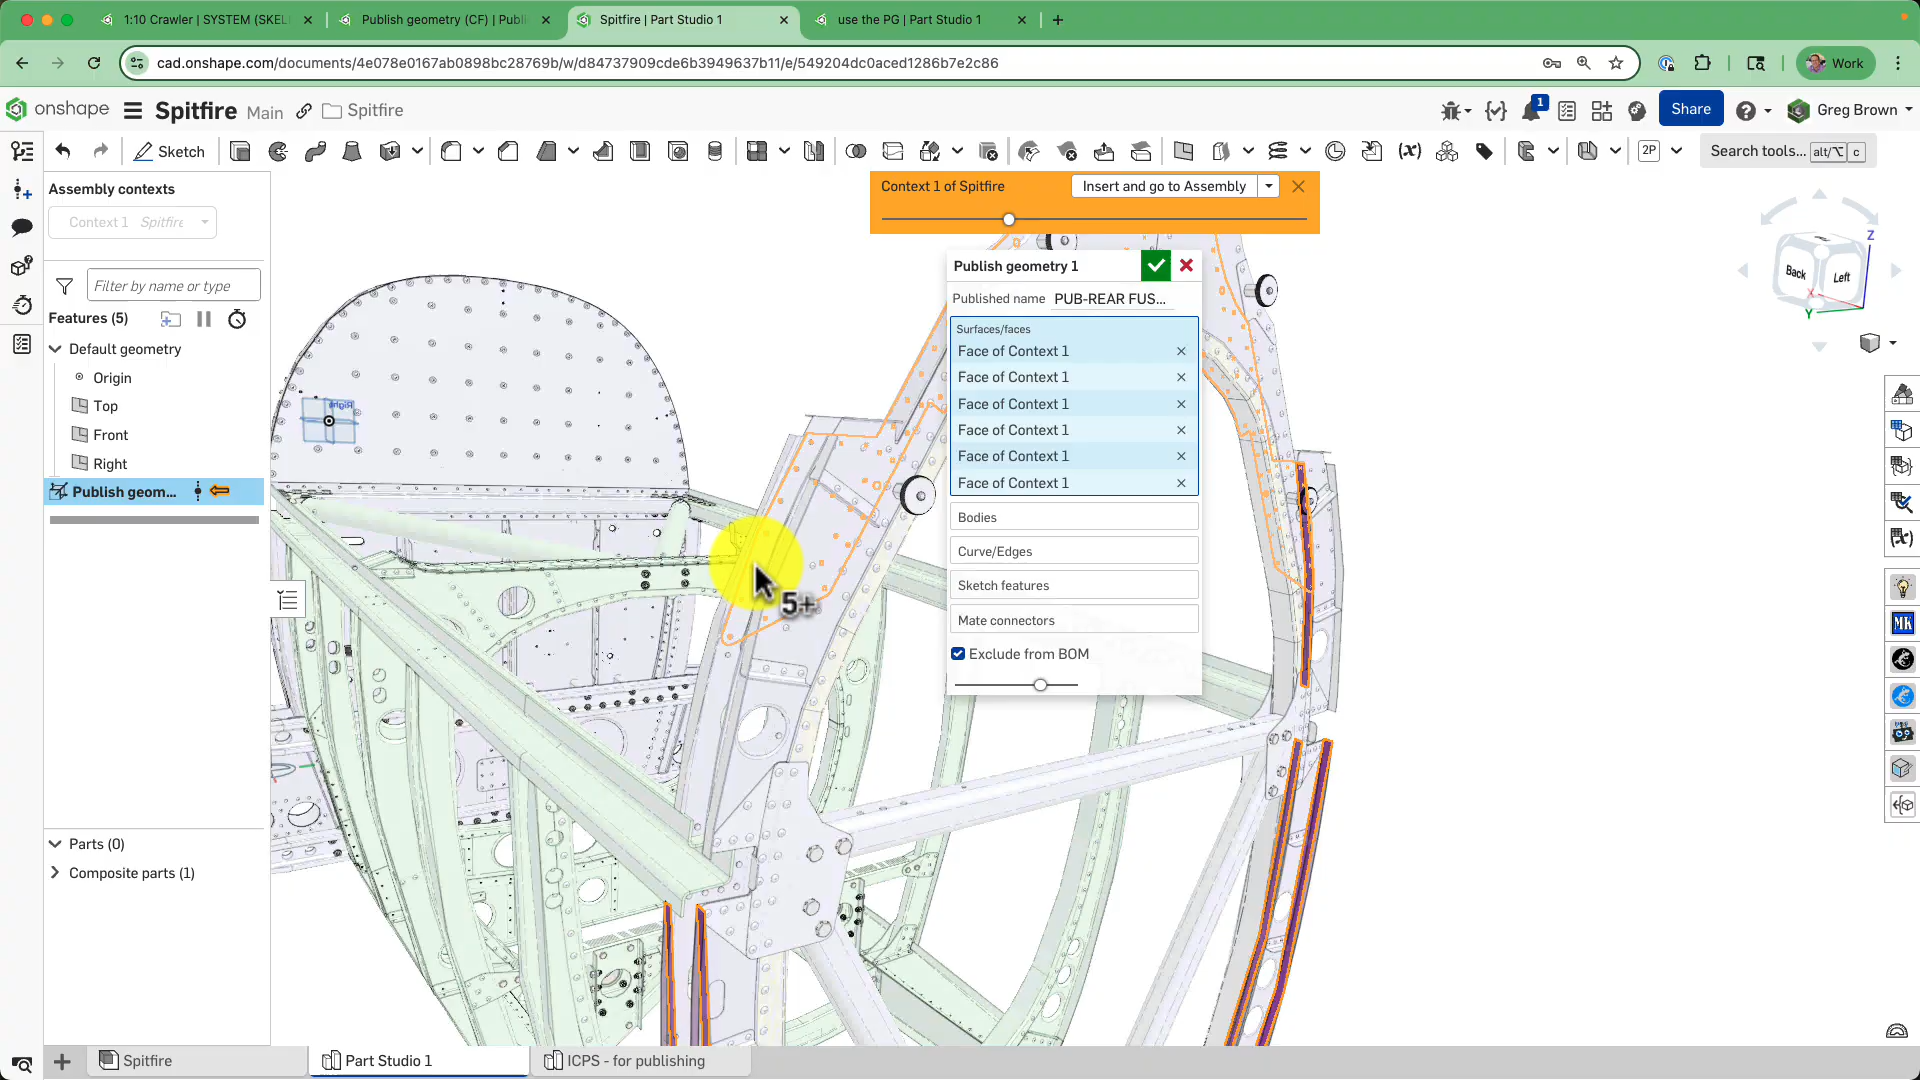 1:10 Crawler | SYSTEM (SKEL
Publish geometry (CF) | Publi
Spitfire | Part Studio 1
use the PG | Part Studio 1
cad.onshape.com/documents/4e078e0167ab0898bc28769b/w/d84737909cde6b3949637b11/e/549204dc0aced1286b7e2c86
Work
onshape
Spitfire
Main
Spitfire
1
Share
Greg Brown
Sketch
2P
Search tools...
alt/⌥
c
Assembly contexts
Context 1 Spitfire
Filter by name or type
Features (5)
Default geometry
Origin
Top
Front
Right
Publish geom...
Parts (0)
Composite parts (1)
Context 1 of Spitfire
Insert and go to Assembly
Publish geometry 1
Published name
PUB-REAR FUS...
Surfaces/faces
Face of Context 1
Face of Context 1
Face of Context 1
Face of Context 1
Face of Context 1
Face of Context 1
Bodies
Curve/Edges
Sketch features
Mate connectors
Exclude from BOM
Right
5+
Z
Back
Left
X
Y
MK
Spitfire
Part Studio 1
ICPS - for publishing